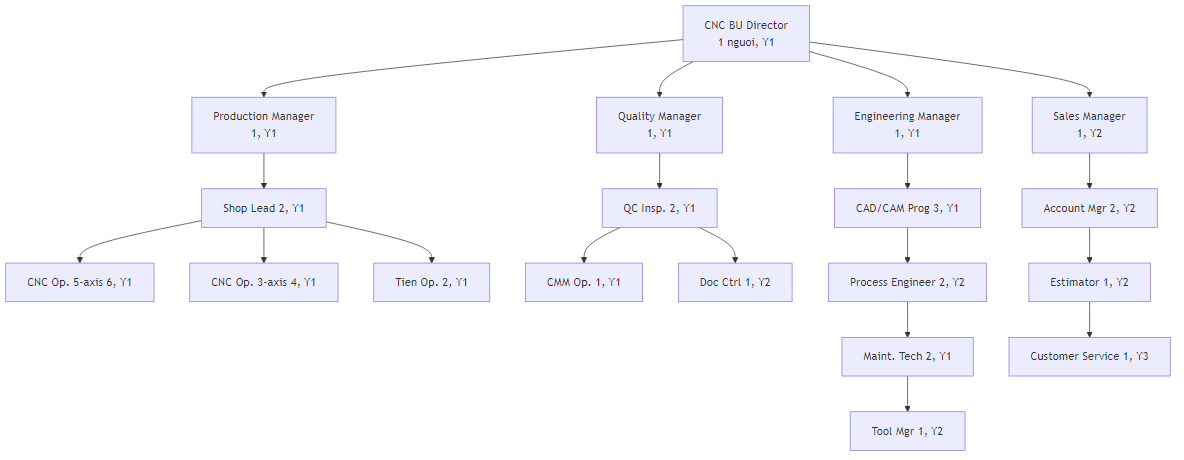 CNC BU Director
1 nguoi, Y1
Production Manager
1, Y1
Quality Manager
1, Y1
Engineering Manager
1, Y1
Sales Manager
1, Y2
Shop Lead 2, Y1
QC Insp. 2, Y1
CAD/CAM Prog 3, Y1
Account Mgr 2, Y2
CNC Op. 5-axis 6, Y1
CNC Op. 3-axis 4, Y1
Tien Op. 2, Y1
CMM Op. 1, Y1
Doc Ctrl 1, Y2
Process Engineer 2, Y2
Estimator 1, Y2
Maint. Tech 2, Y1
Customer Service 1, Y3
Tool Mgr 1, Y2